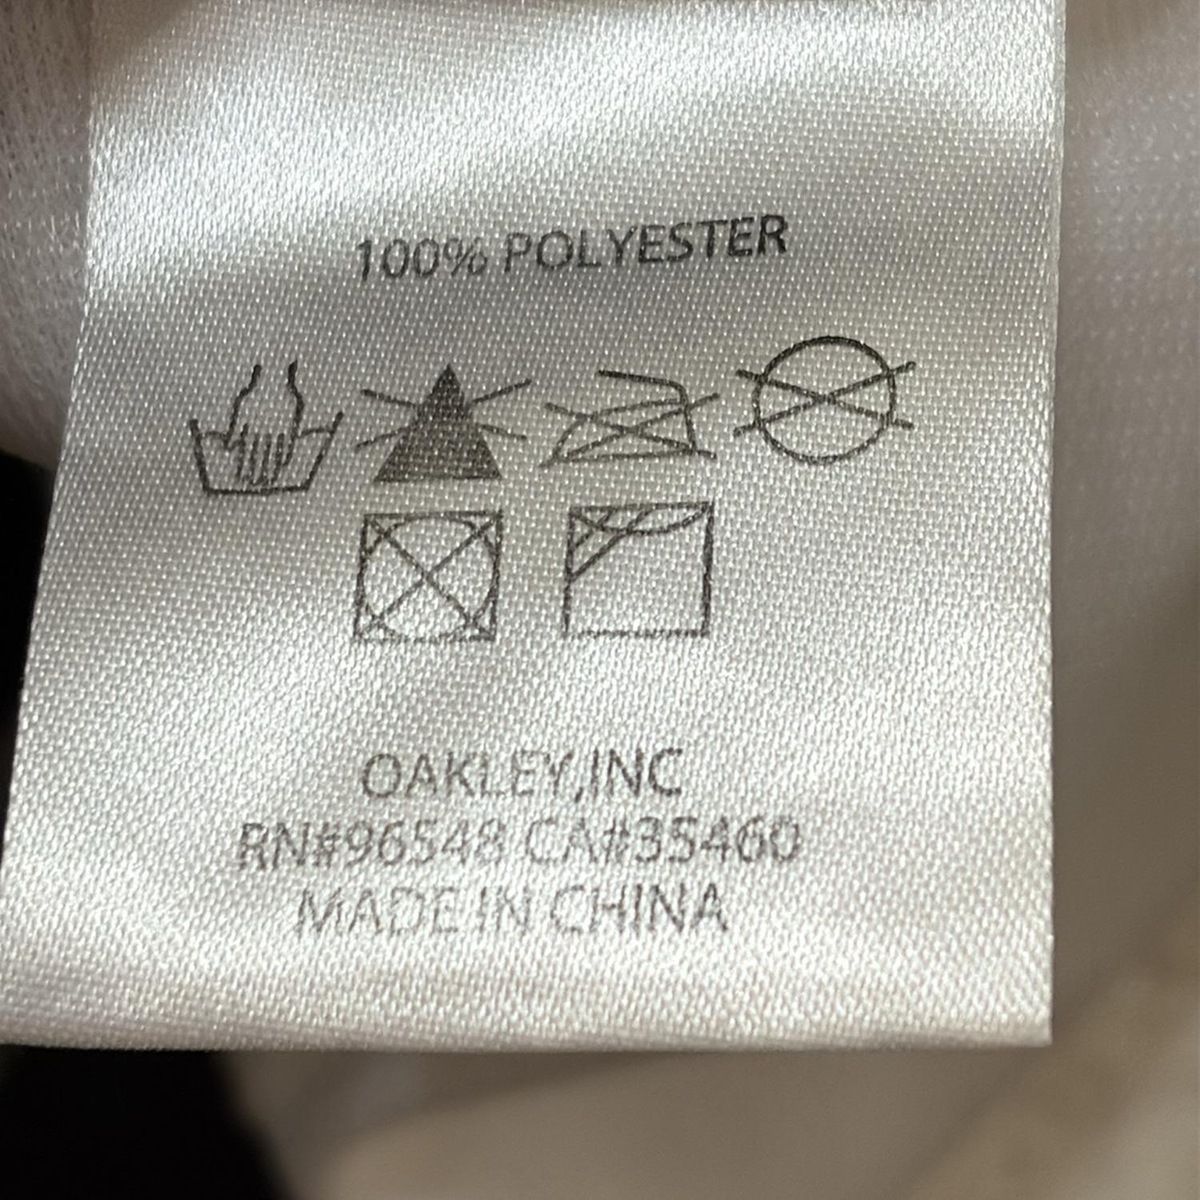 100% POLYESTER
OAKLEY,INC
RN#96548 CA#35460
MADE IN CHINA